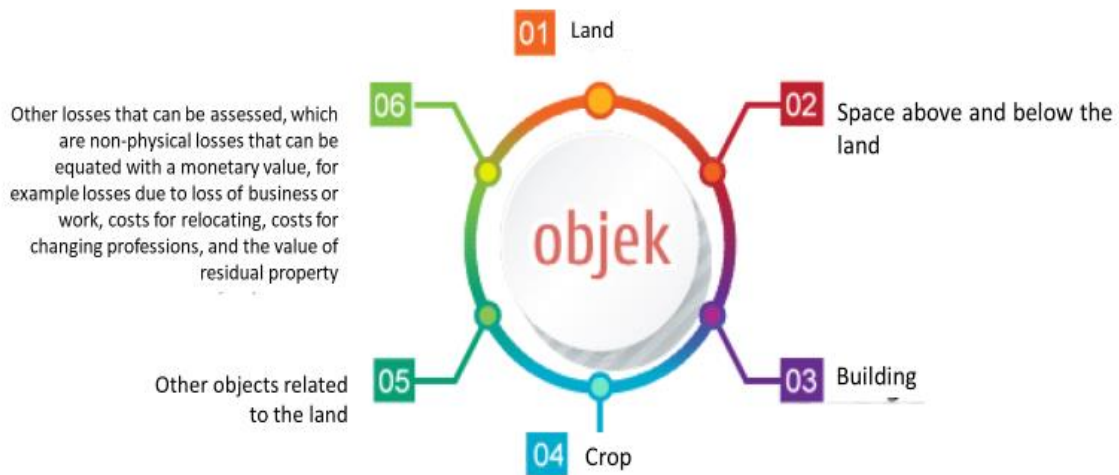 01 Land
02 Space above and below the
land
03 Building
04 Crop
05 Other objects related
to the land
06 Other losses that can be assessed, which
are non-physical losses that can be
equated with a monetary value, for
example losses due to loss of business or
work, costs for relocating, costs for
changing professions, and the value of
residual property
objek